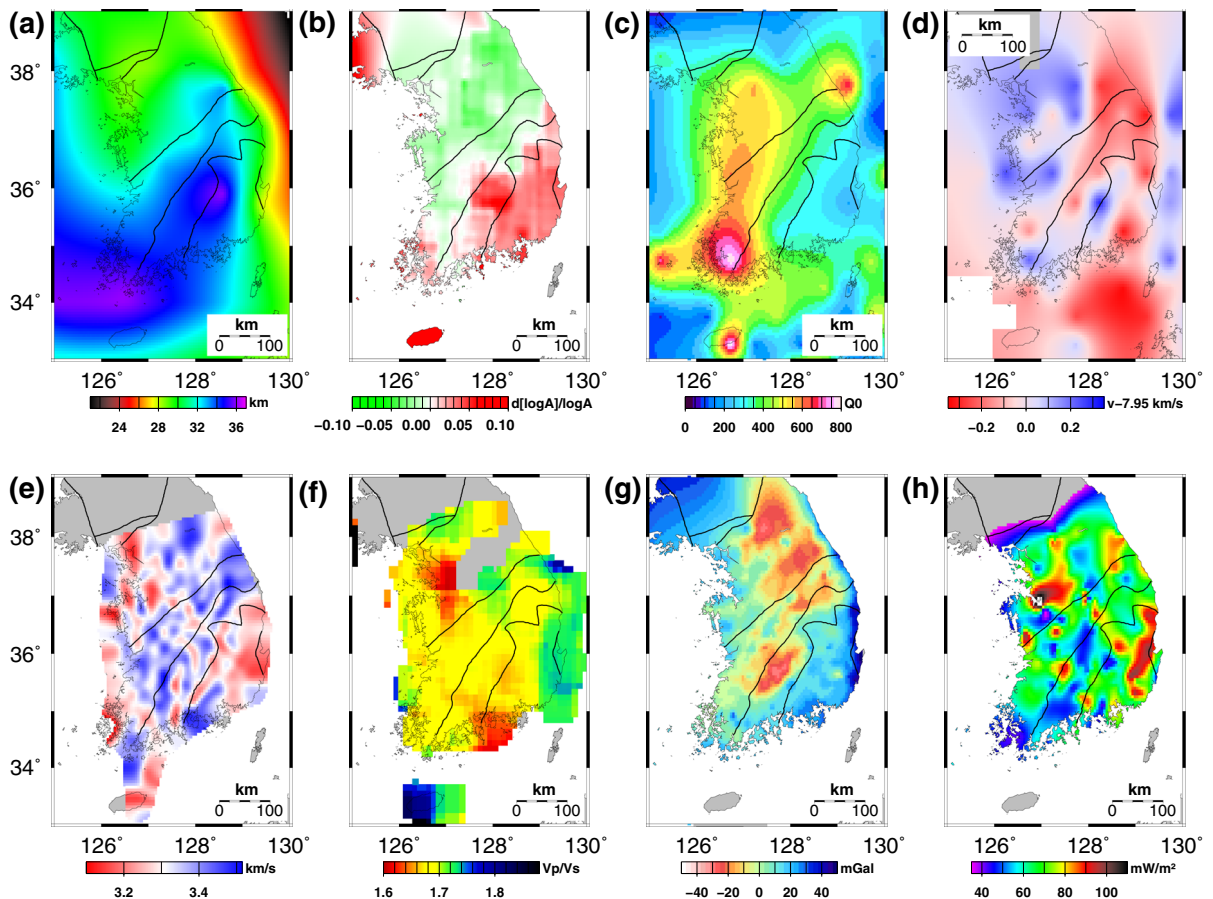 (a) (b) (c) (d)
38° 36° 34°
km 0 100
km 0 100
km 0 100
km 0 100
126° 128° 130°
126° 128° 130°
126° 128° 130°
126° 128° 130°
24 28 32 36 km
−0.10 −0.05 0.00 0.05 0.10 d[logA]/logA
0 200 400 600 800 Q0
−0.2 0.0 0.2 v−7.95 km/s
(e) (f) (g) (h)
38° 36° 34°
km 0 100
km 0 100
km 0 100
km 0 100
126° 128° 130°
126° 128° 130°
126° 128° 130°
126° 128° 130°
3.2 3.4 km/s
1.6 1.7 1.8 Vp/Vs
−40 −20 0 20 40 mGal
40 60 80 100 mW/m²